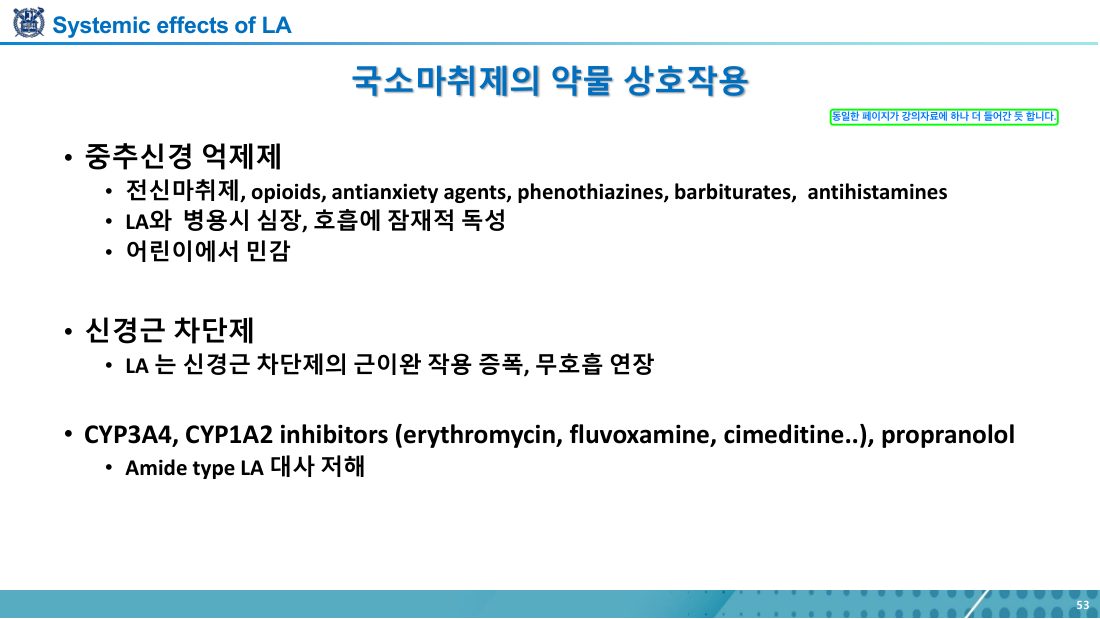 Systemic effects of LA
국소마취제의 약물 상호작용
동일한 페이지가 강의자료에 하나 더 들어간 듯 합니다.
• 중추신경 억제제
• 전신마취제, opioids, antianxiety agents, phenothiazines, barbiturates, antihistamines
• LA와 병용시 심장, 호흡에 잠재적 독성
• 어린이에서 민감
• 신경근 차단제
• LA 는 신경근 차단제의 근이완 작용 증폭, 무호흡 연장
• CYP3A4, CYP1A2 inhibitors (erythromycin, fluvoxamine, cimeditine..), propranolol
• Amide type LA 대사 저해
53